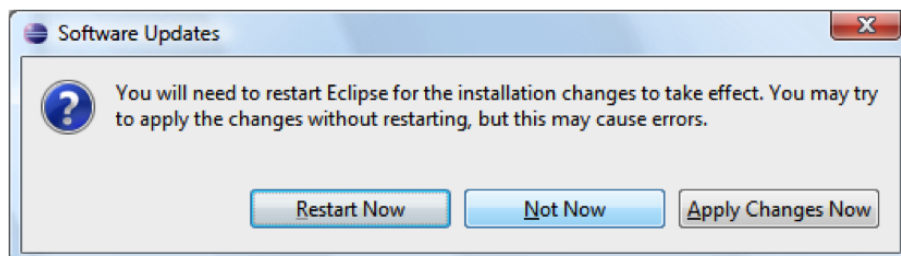 Software Updates
You will need to restart Eclipse for the installation changes to take effect. You may try
to apply the changes without restarting, but this may cause errors.
Restart Now Not Now Apply Changes Now